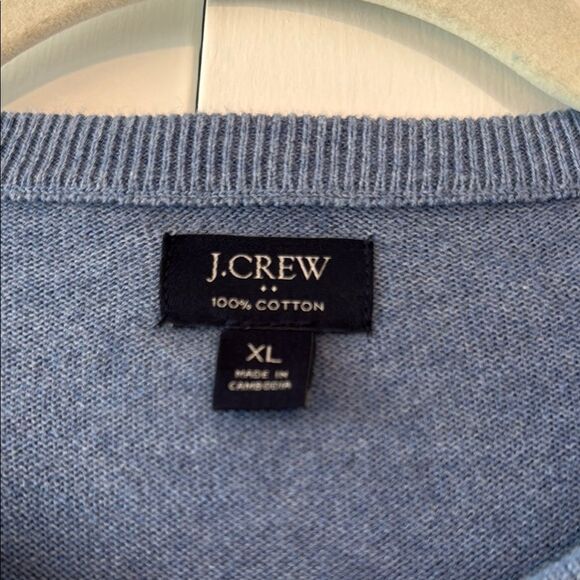 J.CREW
100% COTTON
XL
MADE IN
CAMBODIA